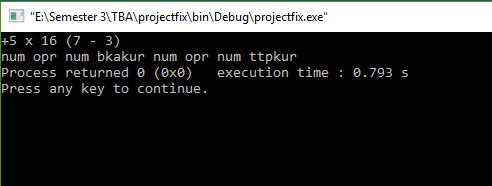 "E:\Semester 3\TBA\projectfix\bin\Debug\projectfix.exe"
+5 x 16 (7 - 3)
num opr num bkakur num opr num ttpkur
Process returned 0 (0x0)   execution time : 0.793 s
Press any key to continue.